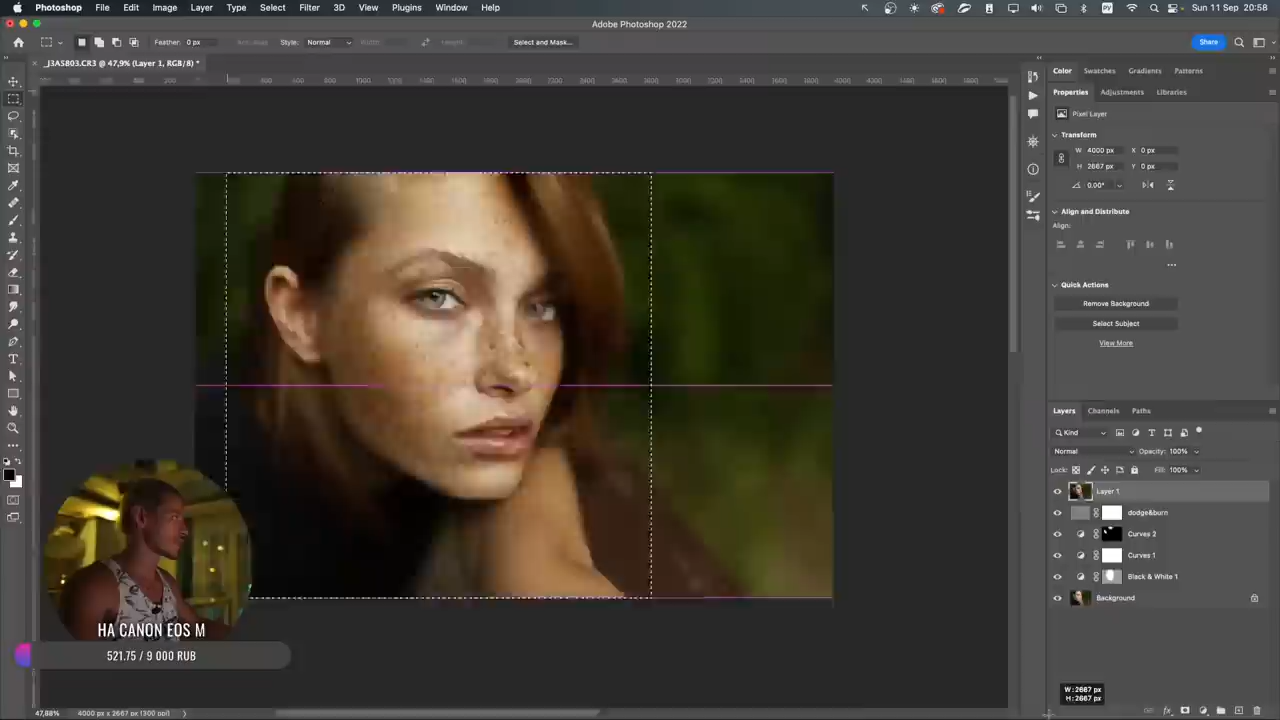 Photoshop File Edit Image Layer Type Select Filter 3D View Plugins Window Help РУ Sun 11 Sep 20:58
Adobe Photoshop 2022
Feather: 0 px Style: Normal Width: Height: Select and Mask... Share
_j3A5803.CR3 @ 47,9% (Layer 1, RGB/8) *
Color Swatches Gradients Patterns
Properties Adjustments Libraries
Pixel Layer
Transform
W 4000 px X 0 px
H 2667 px Y 0 px
0.00°
Align and Distribute
Align:
Quick Actions
Remove Background
Select Subject
View More
Layers Channels Paths
Kind
Normal Opacity: 100%
Lock: Fill: 100%
Layer 1
dodge&burn
Curves 2
Curves 1
Black & White 1
Background
НА CANON EOS M
521.75 / 9 000 RUB
W: 2667 px
H: 2667 px
47,88% 4000 px x 2667 px (300 ppi)